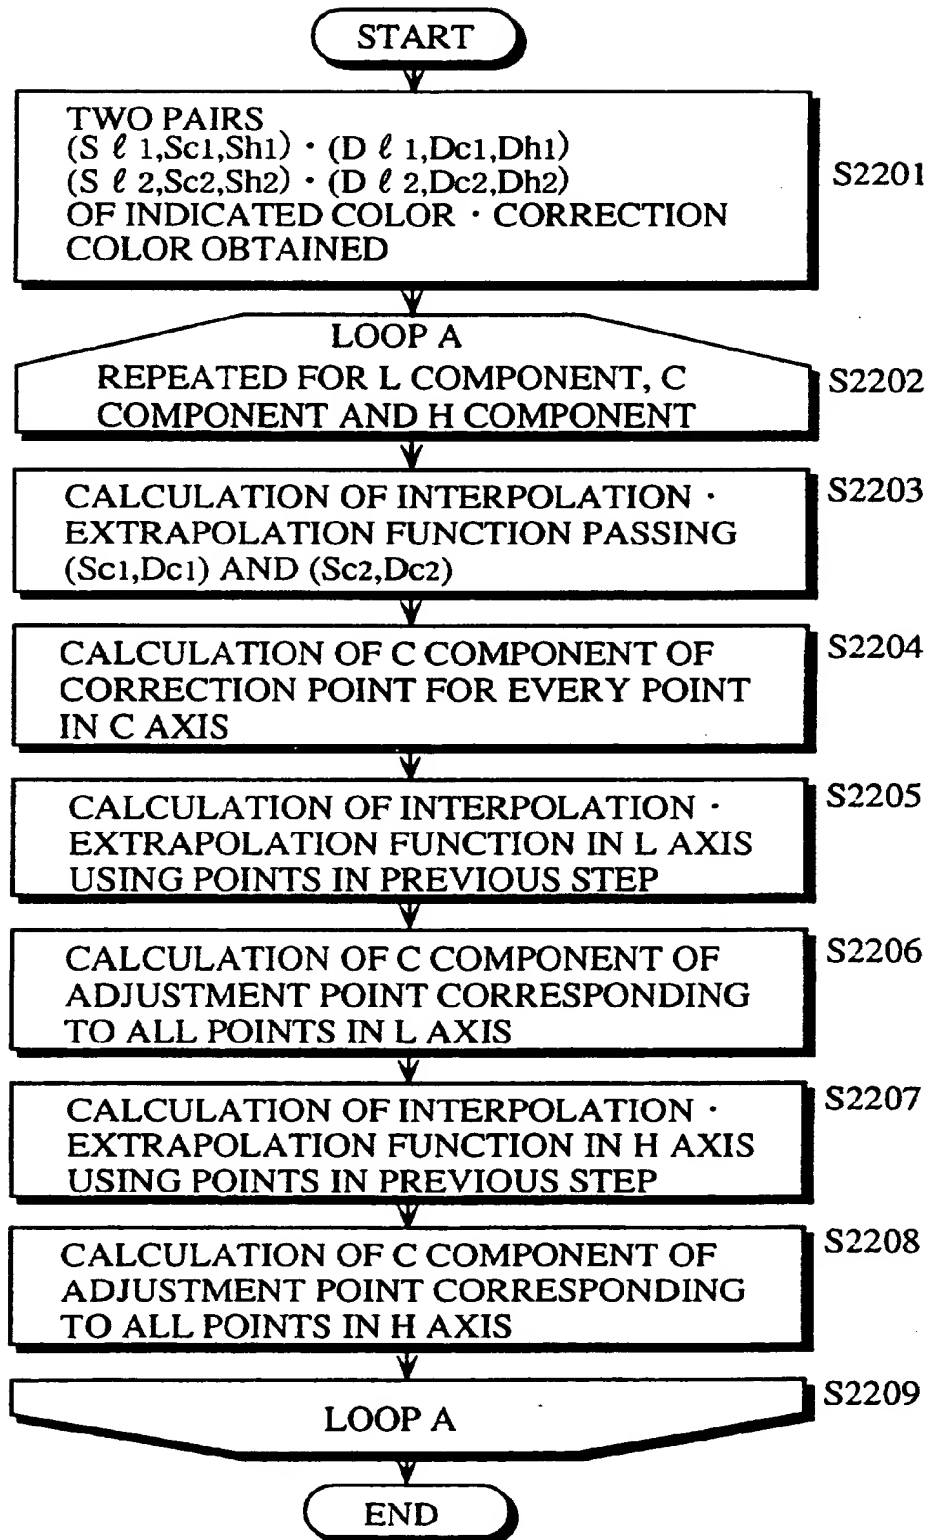 START
TWO PAIRS
(S ℓ 1,Sc1,Sh1) · (D ℓ 1,Dc1,Dh1)
(S ℓ 2,Sc2,Sh2) · (D ℓ 2,Dc2,Dh2)
OF INDICATED COLOR · CORRECTION
COLOR OBTAINED
S2201
LOOP A
REPEATED FOR L COMPONENT, C
COMPONENT AND H COMPONENT
S2202
CALCULATION OF INTERPOLATION ·
EXTRAPOLATION FUNCTION PASSING
(Sc1,Dc1) AND (Sc2,Dc2)
S2203
CALCULATION OF C COMPONENT OF
CORRECTION POINT FOR EVERY POINT
IN C AXIS
S2204
CALCULATION OF INTERPOLATION ·
EXTRAPOLATION FUNCTION IN L AXIS
USING POINTS IN PREVIOUS STEP
S2205
CALCULATION OF C COMPONENT OF
ADJUSTMENT POINT CORRESPONDING
TO ALL POINTS IN L AXIS
S2206
CALCULATION OF INTERPOLATION ·
EXTRAPOLATION FUNCTION IN H AXIS
USING POINTS IN PREVIOUS STEP
S2207
CALCULATION OF C COMPONENT OF
ADJUSTMENT POINT CORRESPONDING
TO ALL POINTS IN H AXIS
S2208
LOOP A
S2209
END